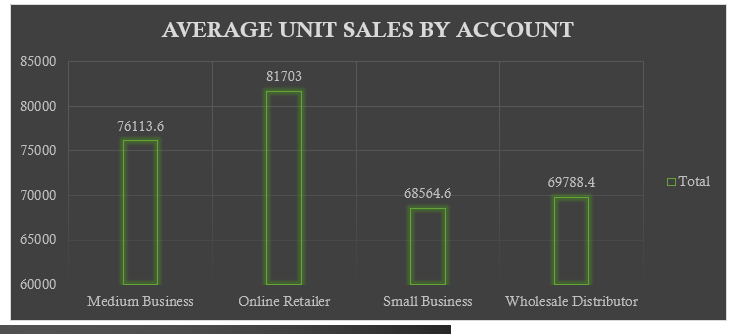 AVERAGE UNIT SALES BY ACCOUNT
85000
80000
75000
70000
65000
60000
76113.6
81703
68564.6
69788.4
Medium Business
Online Retailer
Small Business
Wholesale Distributor
Total